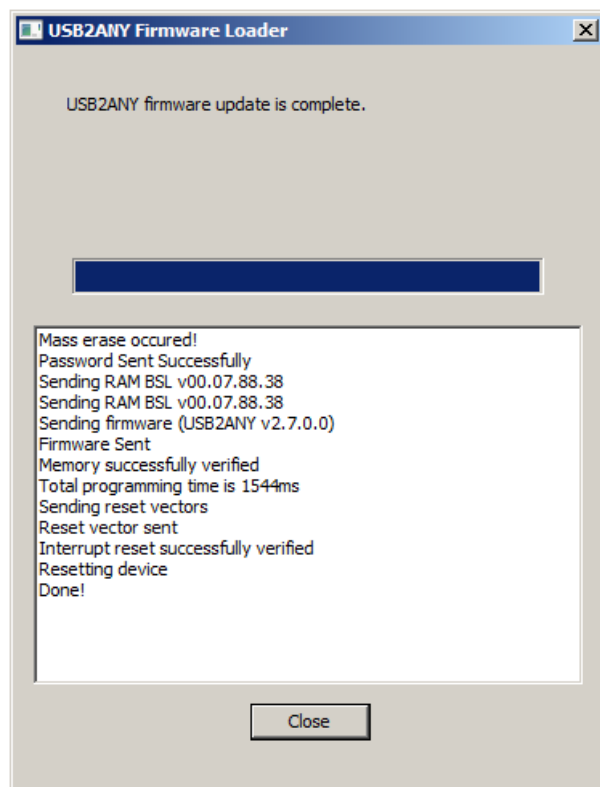 USB2ANY Firmware Loader
USB2ANY firmware update is complete.
Mass erase occured!
Password Sent Successfully
Sending RAM BSL v00.07.88.38
Sending RAM BSL v00.07.88.38
Sending firmware (USB2ANY v2.7.0.0)
Firmware Sent
Memory successfully verified
Total programming time is 1544ms
Sending reset vectors
Reset vector sent
Interrupt reset successfully verified
Resetting device
Done!
Close